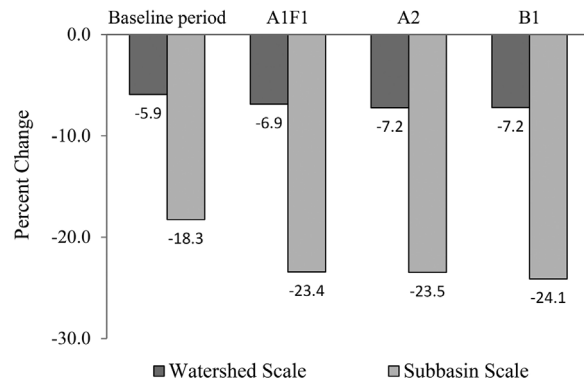 Baseline period A1F1 A2 B1
0.0
-5.9 -6.9 -7.2 -7.2
-10.0
Percent Change
-18.3
-20.0
-23.4 -23.5 -24.1
-30.0
Watershed Scale Subbasin Scale